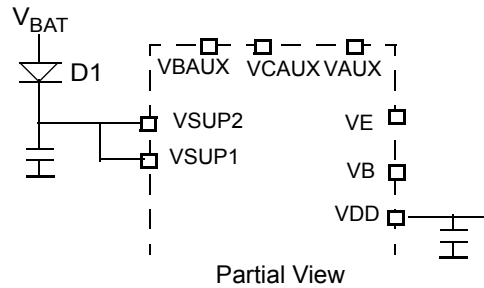 VBAT
D1
VBAUX VCAUX VAUX
VSUP2
VE
VSUP1
VB
VDD
Partial View